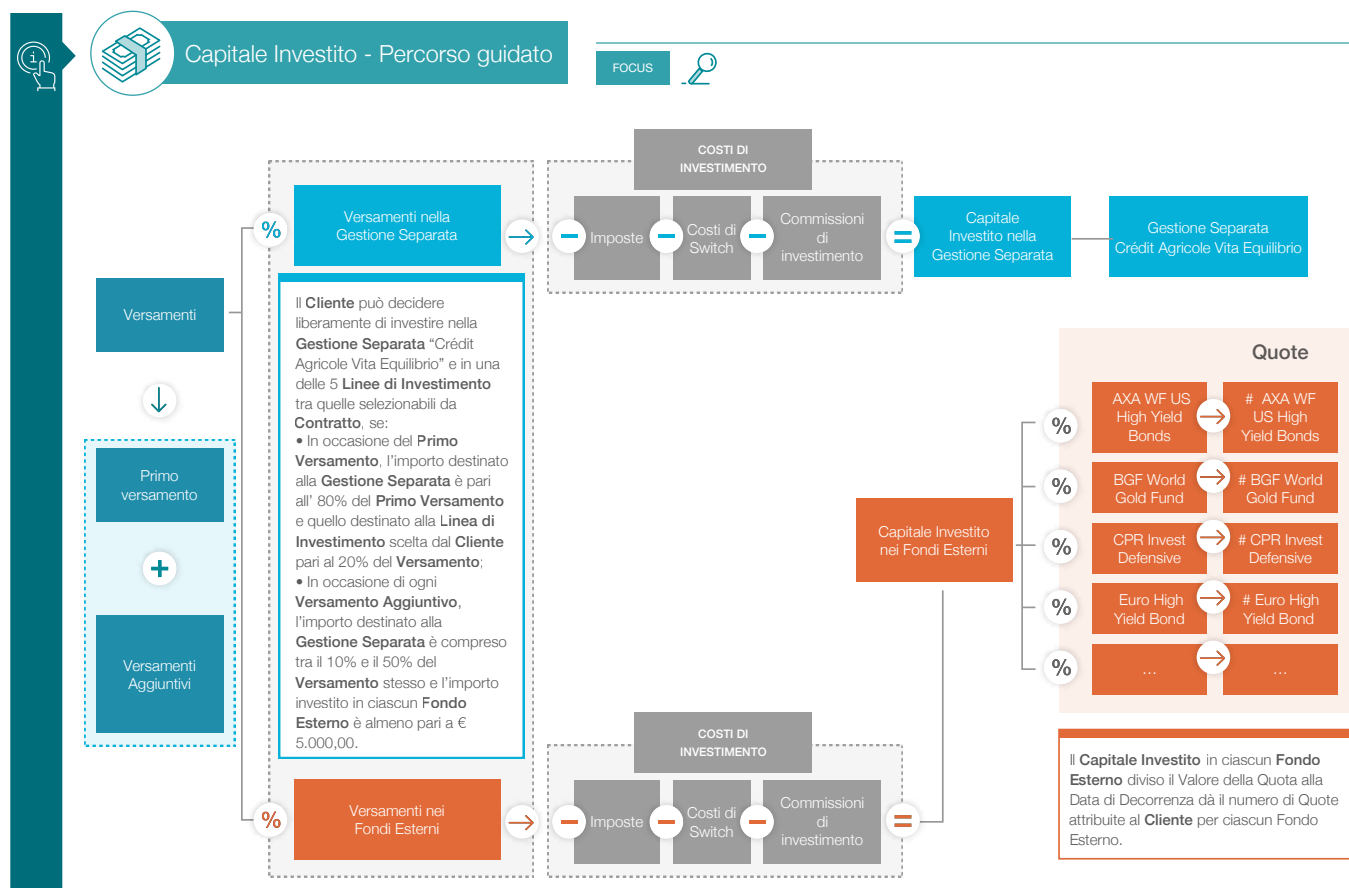 Capitale Investito - Percorso guidato
FOCUS
COSTI DI
INVESTIMENTO
%
Versamenti nella
Gestione Separata
Imposte
Costi di
Switch
Commissioni
di
investimento
=
Capitale
Investito nella
Gestione Separata
Gestione Separata
Crédit Agricole Vita Equilibrio
Versamenti
Primo
versamento
+
Versamenti
Aggiuntivi
Il Cliente può decidere
liberamente di investire nella
Gestione Separata “Crédit
Agricole Vita Equilibrio” e in una
delle 5 Linee di Investimento
tra quelle selezionabili da
Contratto, se:
• In occasione del Primo
Versamento, l’importo destinato
alla Gestione Separata è pari
all’ 80% del Primo Versamento
e quello destinato alla Linea di
Investimento scelta dal Cliente
pari al 20% del Versamento;
• In occasione di ogni
Versamento Aggiuntivo,
l’importo destinato alla
Gestione Separata è compreso
tra il 10% e il 50% del
Versamento stesso e l’importo
investito in ciascun Fondo
Esterno è almeno pari a €
5.000,00.
%
Versamenti nei
Fondi Esterni
COSTI DI
INVESTIMENTO
Imposte
Costi di
Switch
Commissioni
di
investimento
=
Capitale Investito
nei Fondi Esterni
Quote
%
AXA WF US
High Yield
Bonds
# AXA WF
US High
Yield Bonds
%
BGF World
Gold Fund
# BGF World
Gold Fund
%
CPR Invest
Defensive
# CPR Invest
Defensive
%
Euro High
Yield Bond
# Euro High
Yield Bond
%
...
...
Il Capitale Investito in ciascun Fondo
Esterno diviso il Valore della Quota alla
Data di Decorrenza dà il numero di Quote
attribuite al Cliente per ciascun Fondo
Esterno.